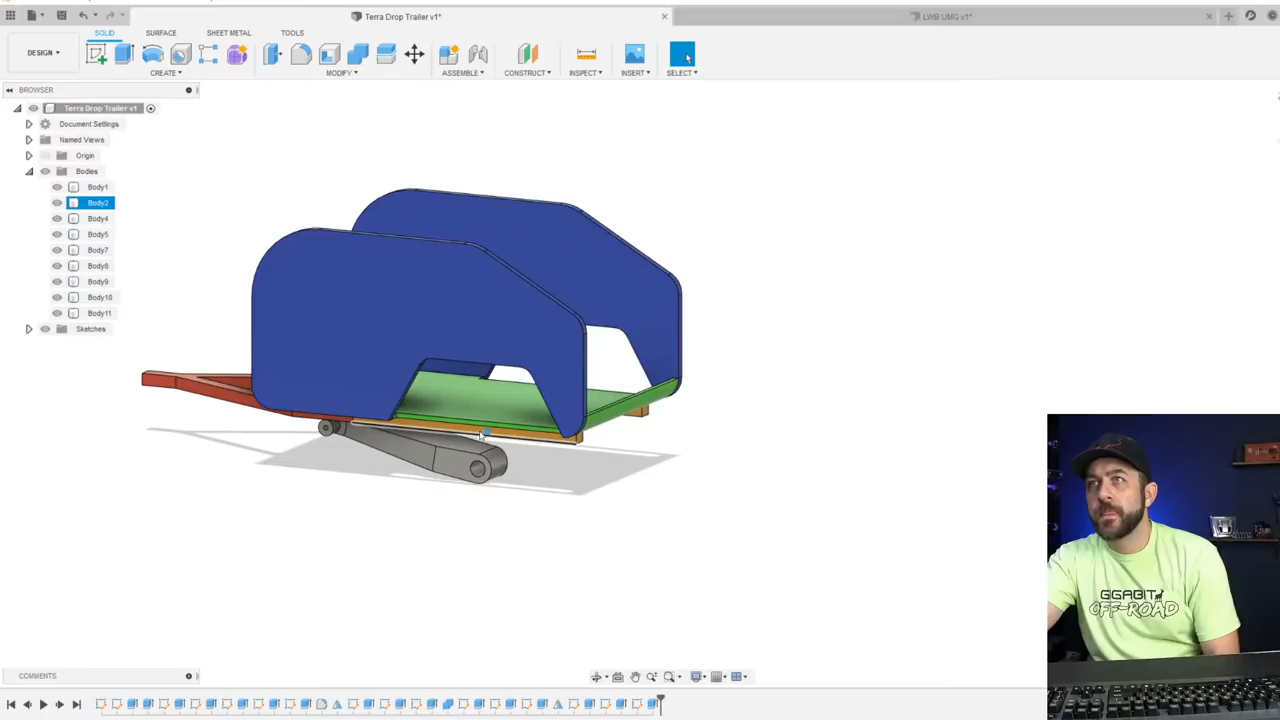 Terra Drop Trailer v1*
LWB UMG v1*
SOLID
SURFACE
SHEET METAL
TOOLS
DESIGN
CREATE
MODIFY
ASSEMBLE
CONSTRUCT
INSPECT
INSERT
SELECT
BROWSER
Terra Drop Trailer v1
Document Settings
Named Views
Origin
Bodies
Body1
Body2
Body4
Body5
Body7
Body8
Body9
Body10
Body11
Sketches
GGABIT
OFF-ROAD
COMMENTS